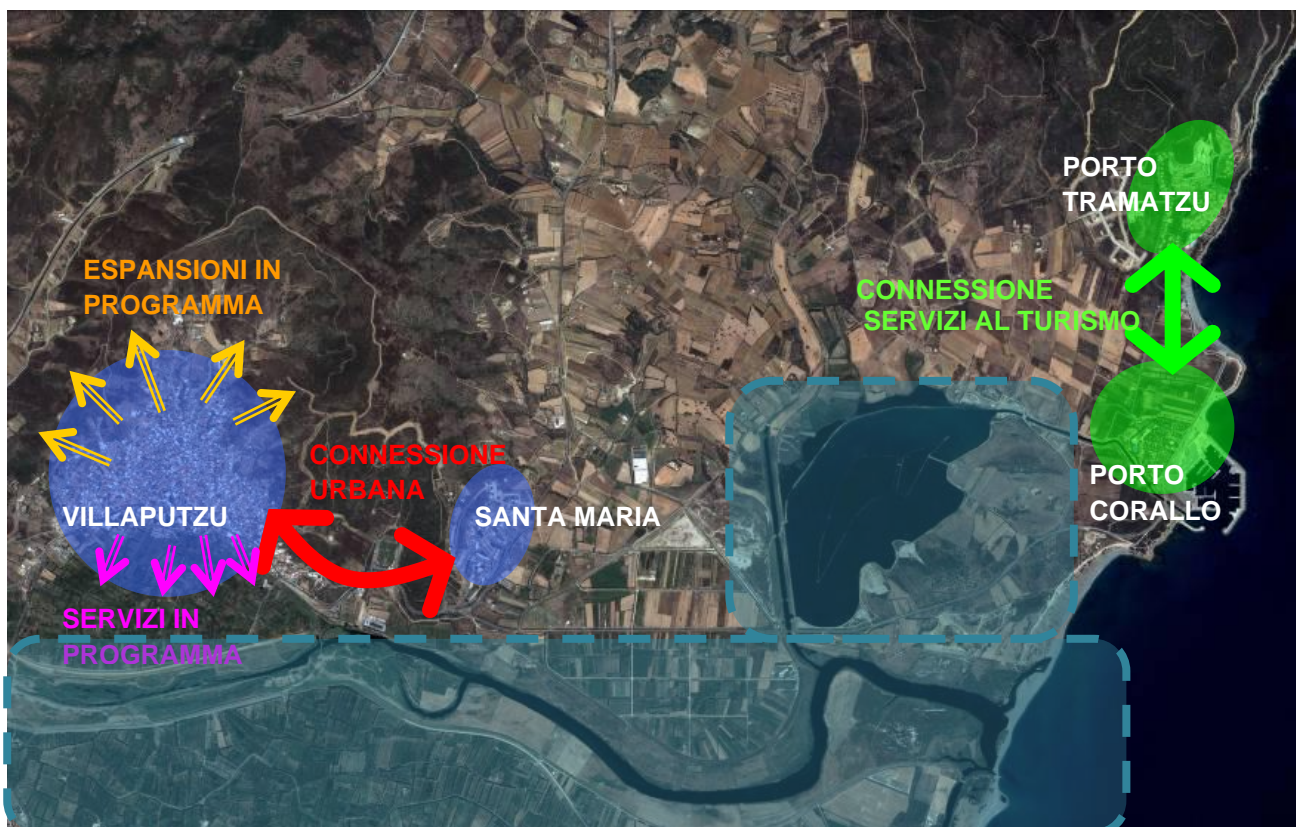 PORTO
TRAMATZU
ESPANSIONI IN
PROGRAMMA
CONNESSIONE
SERVIZI AL TURISMO
CONNESSIONE
URBANA
VILLAPUTZU
SANTA MARIA
PORTO
CORALLO
SERVIZI IN
PROGRAMMA